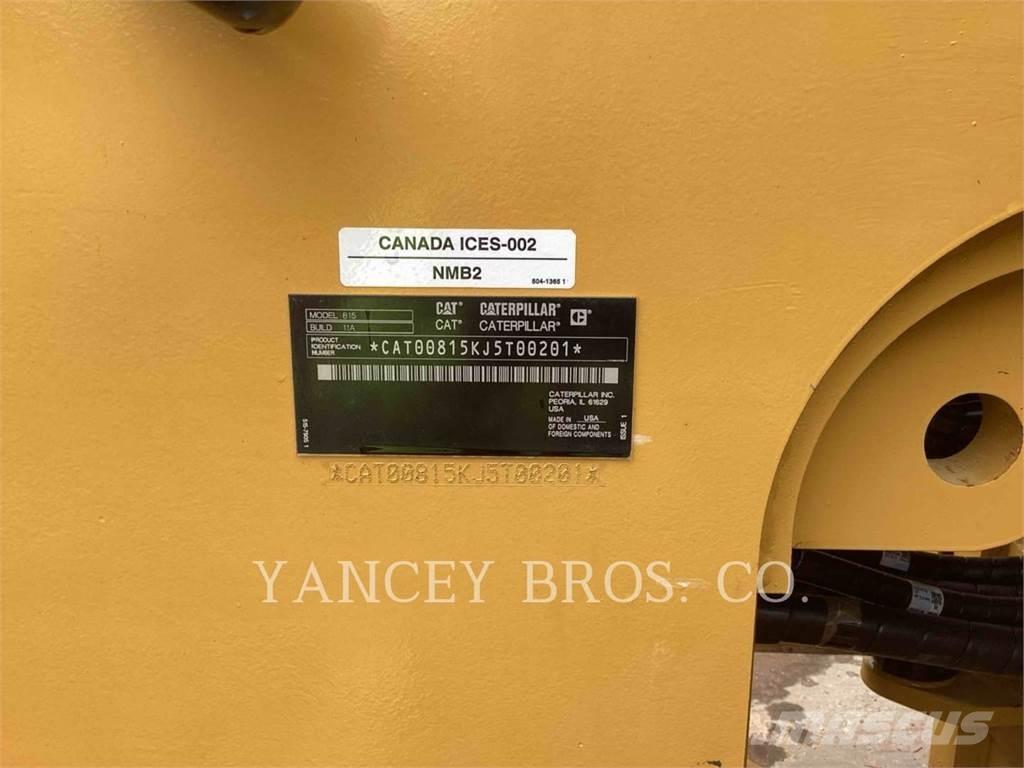 CANADA ICES-002
NMB2
504-1365 1
MODEL 815
BUILD 11A
CAT® CATERPILLAR®
CAT® CATERPILLAR®
PRODUCT
IDENTIFICATION
NUMBER
*CAT00815KJ5T00201*
CATERPILLAR INC.
PEORIA, IL 61629
USA
MADE IN USA
OF DOMESTIC AND
FOREIGN COMPONENTS
ISSUE 1
*CAT00815KJ5T00201*
YANCEY BROS. CO.
MASCUS